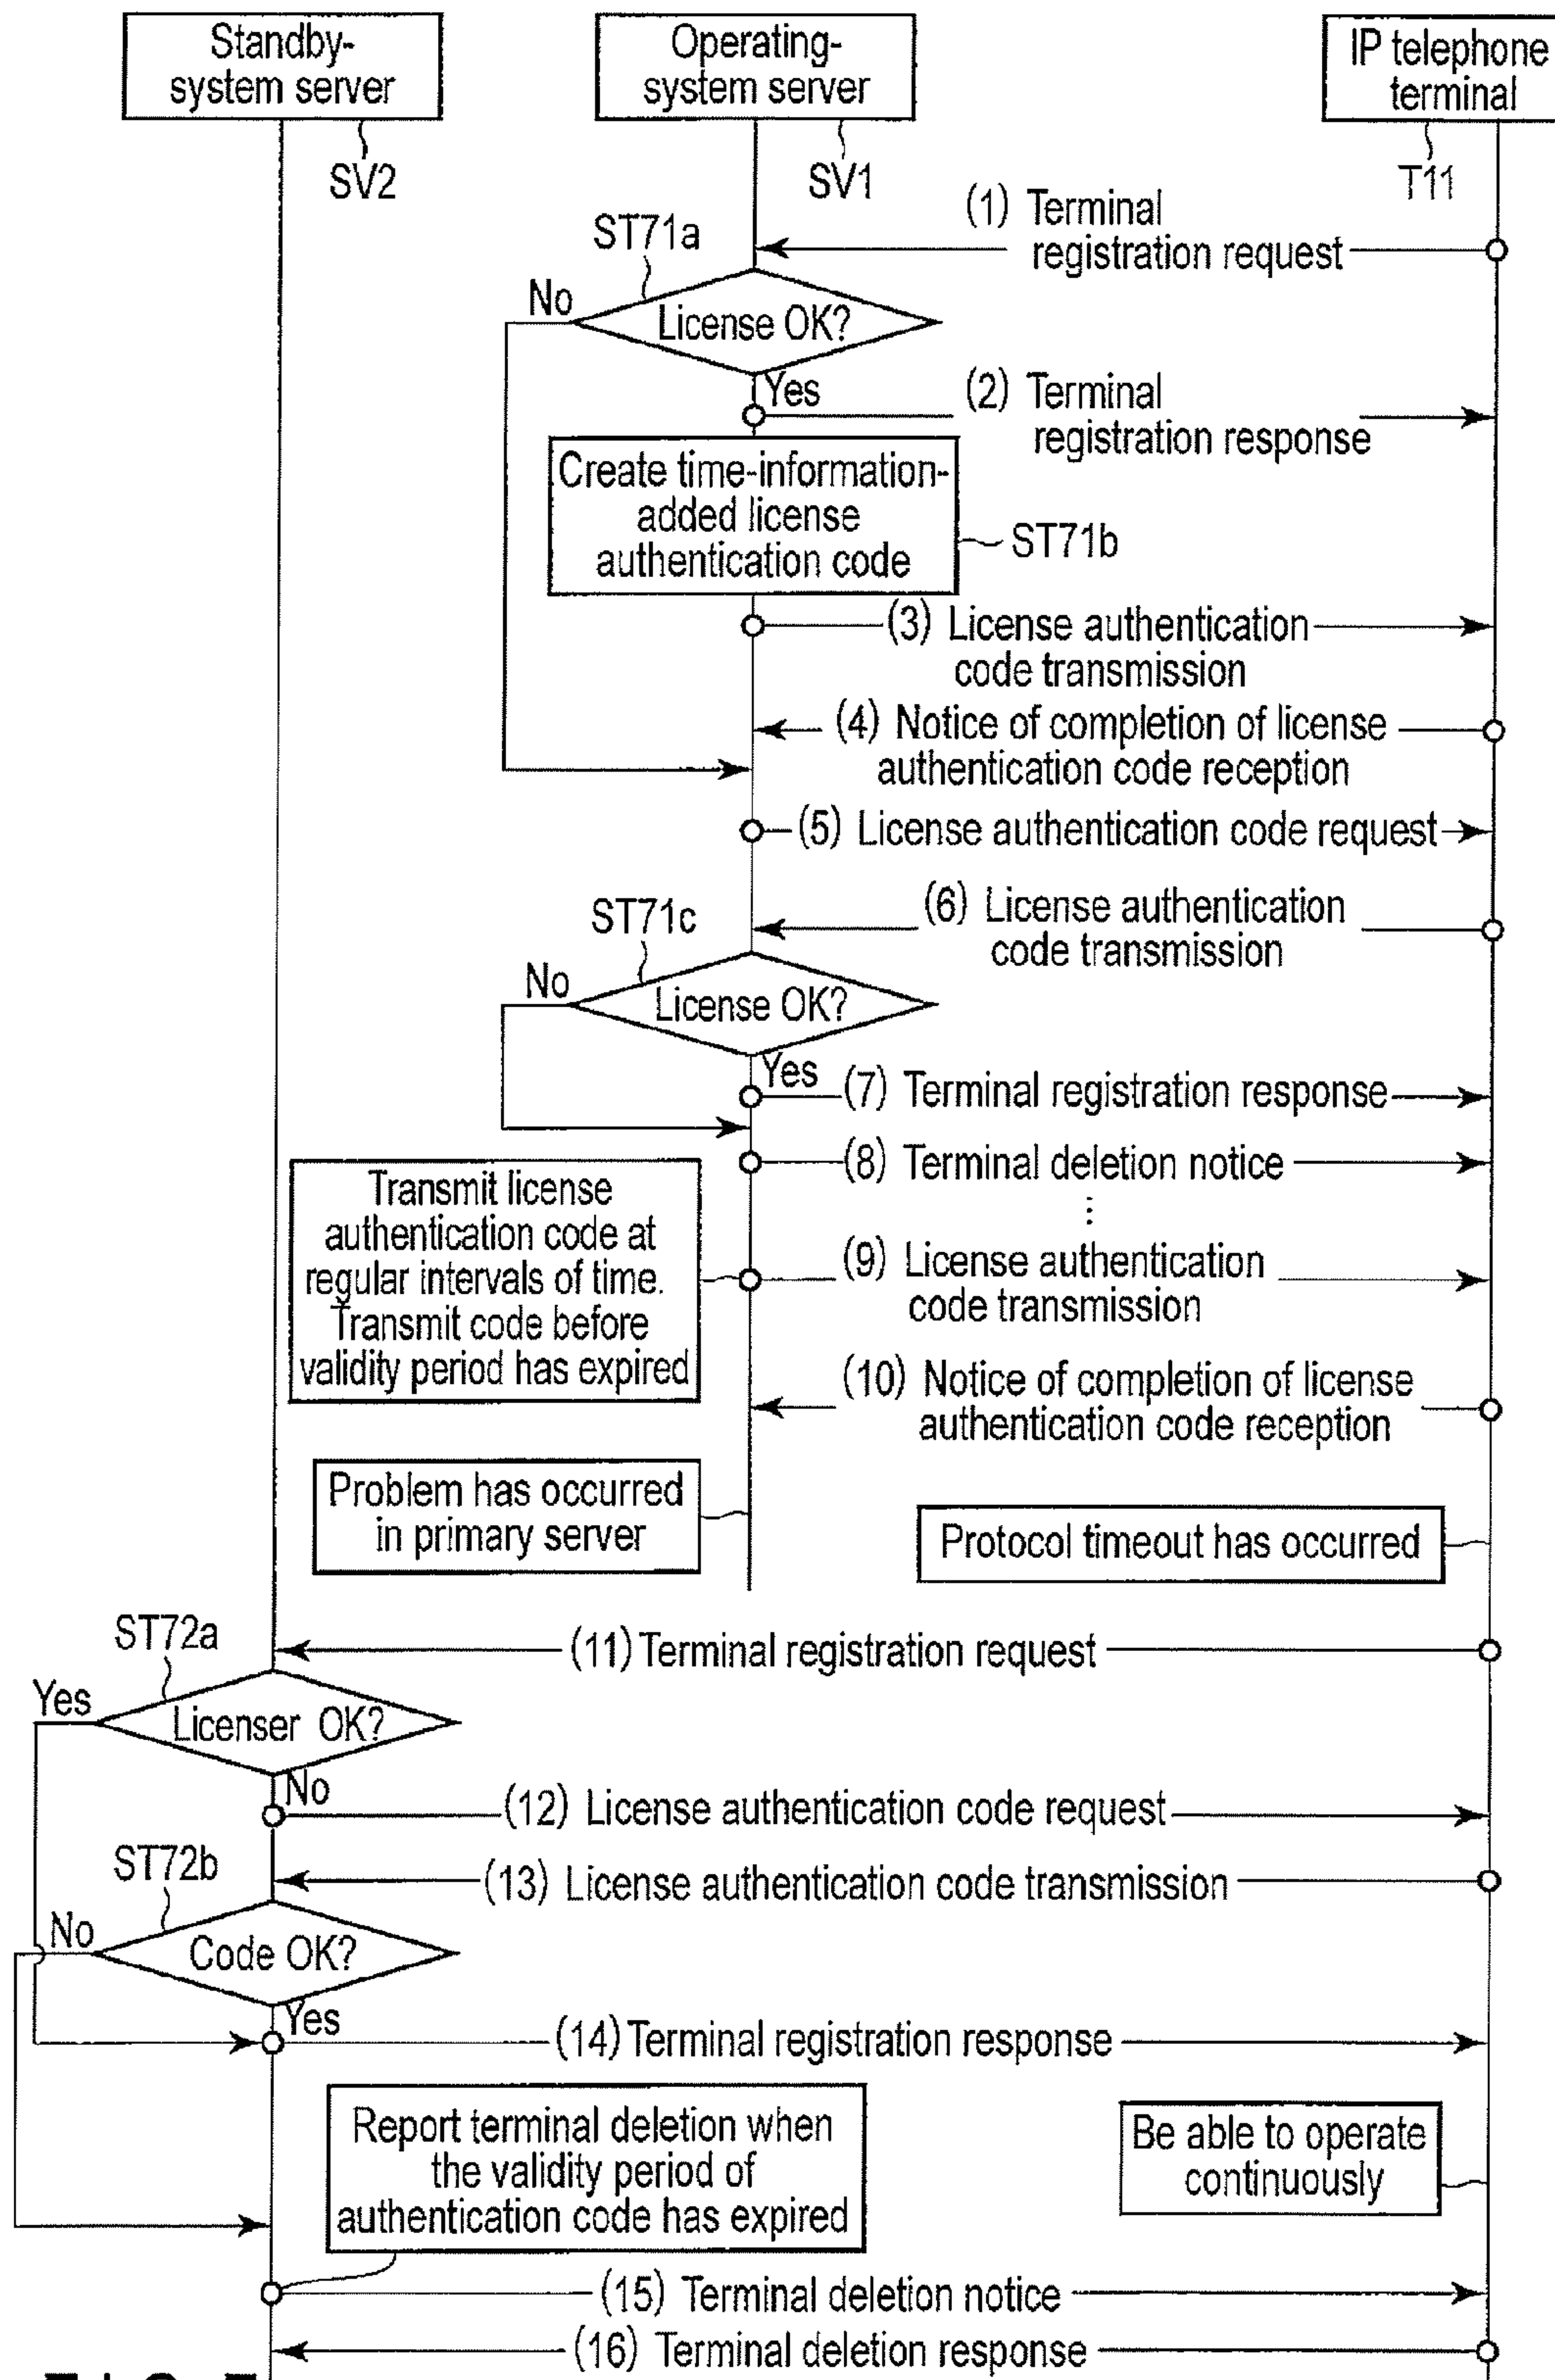 Standby-
system server
Operating-
system server
IP telephone
terminal
SV2
SV1
T11
(1) Terminal
registration request
ST71a
No
License OK?
Yes
(2) Terminal
registration response
Create time-information-
added license
authentication code
ST71b
(3) License authentication
code transmission
(4) Notice of completion of license
authentication code reception
(5) License authentication code request
(6) License authentication
code transmission
ST71c
No
License OK?
Yes
(7) Terminal registration response
(8) Terminal deletion notice
Transmit license
authentication code at
regular intervals of time.
Transmit code before
validity period has expired
(9) License authentication
code transmission
(10) Notice of completion of license
authentication code reception
Problem has occurred
in primary server
Protocol timeout has occurred
(11) Terminal registration request
ST72a
Yes
Licenser OK?
No
(12) License authentication code request
ST72b
(13) License authentication code transmission
No
Code OK?
Yes
(14) Terminal registration response
Report terminal deletion when
the validity period of
authentication code has expired
Be able to operate
continuously
(15) Terminal deletion notice
(16) Terminal deletion response